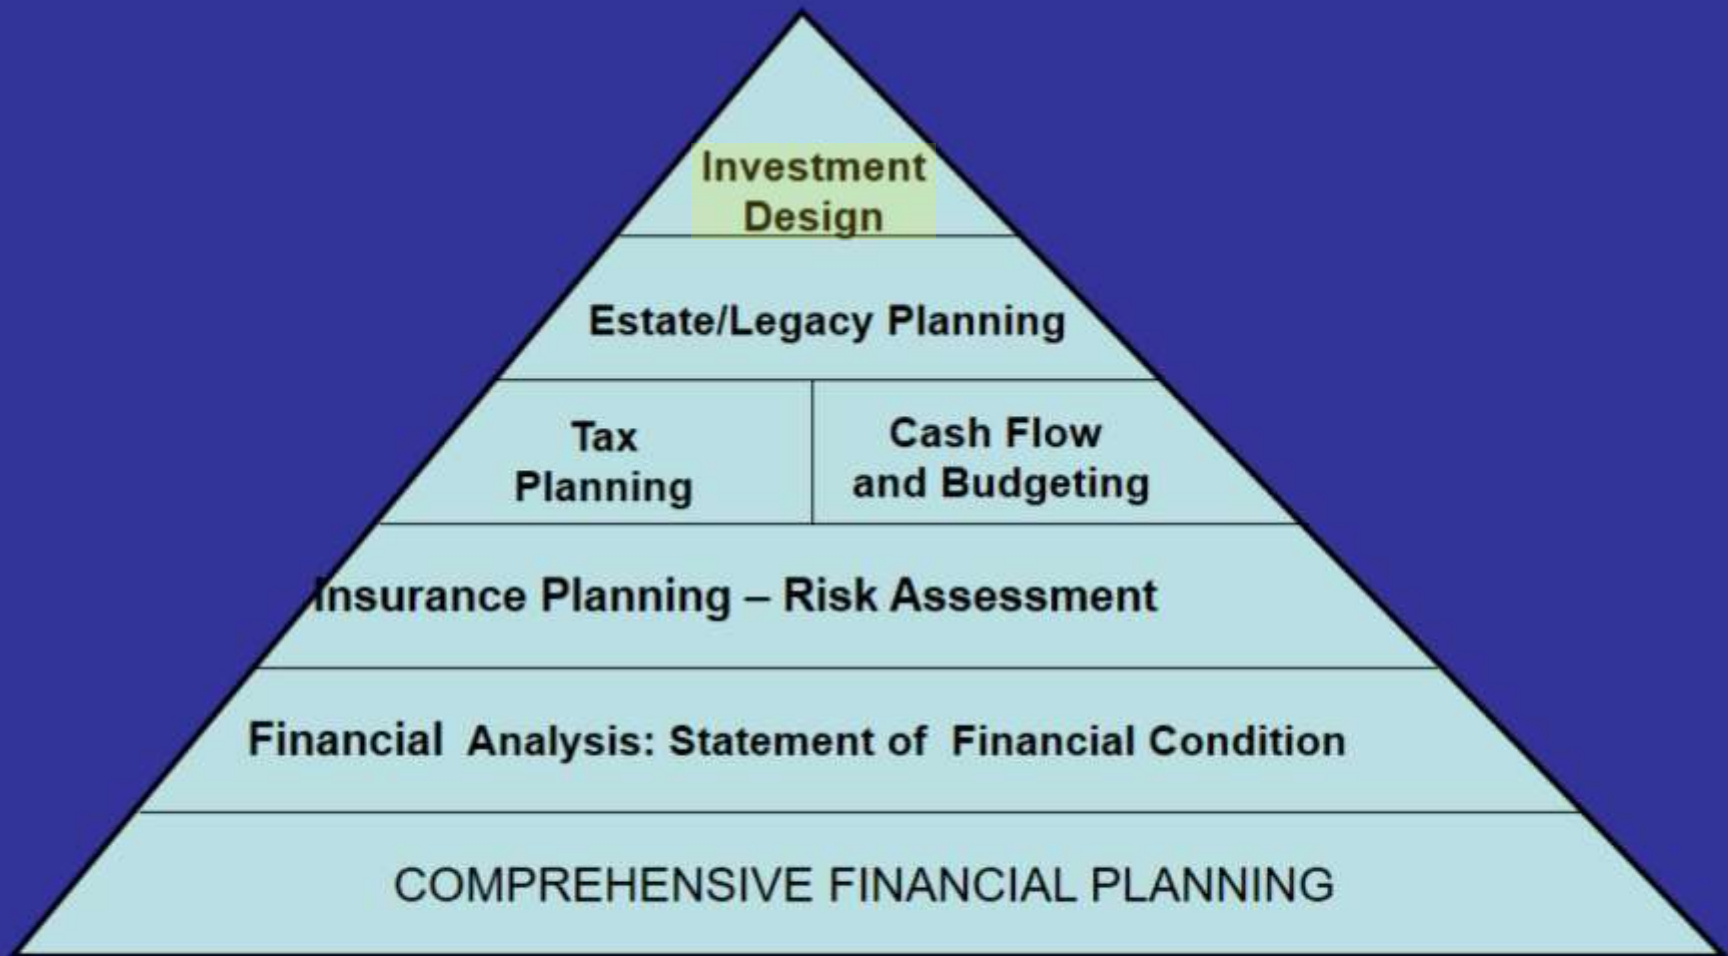 Investment
Design
Estate/Legacy Planning
Tax
Planning
Cash Flow
and Budgeting
Insurance Planning – Risk Assessment
Financial Analysis: Statement of Financial Condition
COMPREHENSIVE FINANCIAL PLANNING